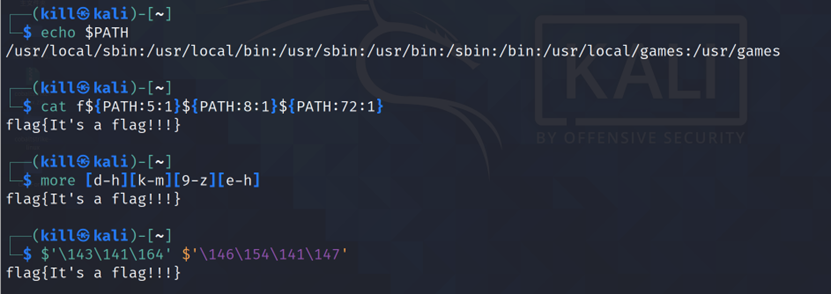 (kill㉿kali)-[~]
$ echo $PATH
/usr/local/sbin:/usr/local/bin:/usr/sbin:/usr/bin:/sbin:/bin:/usr/local/games:/usr/games
(kill㉿kali)-[~]
$ cat f${PATH:5:1}${PATH:8:1}${PATH:72:1}
flag{It's a flag!!!}
(kill㉿kali)-[~]
$ more [d-h][k-m][9-z][e-h]
flag{It's a flag!!!}
(kill㉿kali)-[~]
$ $'\143\141\164' $'\146\154\141\147'
flag{It's a flag!!!}
KALI
BY OFFENSIVE SECURITY